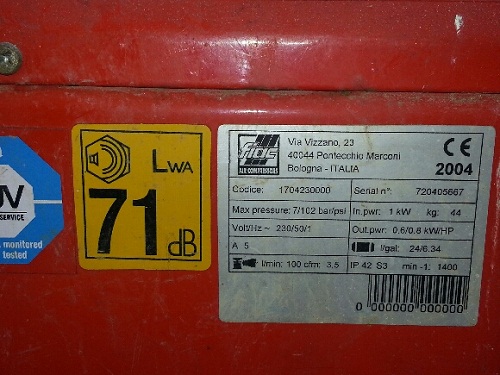 UV
SERVICE
monitored
tested
LWA
71
dB
fiac
AIR COMPRESSORS
Via Vizzano, 23
40044 Pontecchio Marconi
Bologna - ITALIA
CE
2004
Codice: 1704230000
Serial n°: 720405667
Max pressure: 7/102 bar/psi
In.pwr: 1 kW kg: 44
Volt/Hz ~ 230/50/1
Out.pwr: 0.6/0.8 kW/HP
A 5
l/gal: 24/6.34
l/min: 100 cfm: 3.5
IP 42 S3 min -1: 1400
0 000000 000000